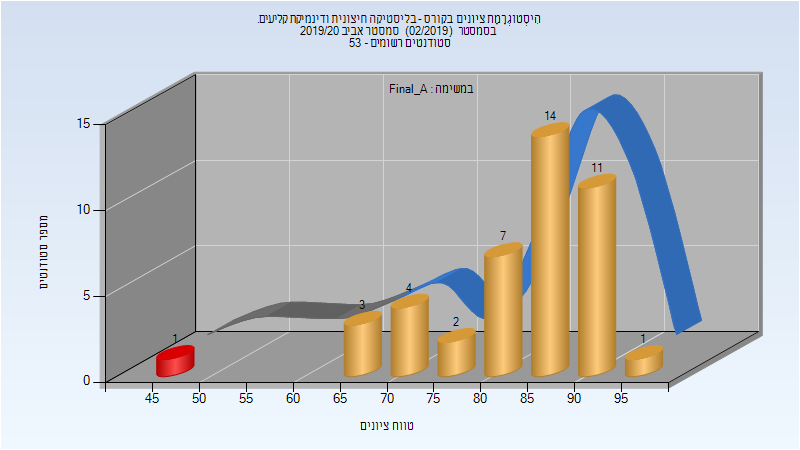 היסטוגרמת ציונים בקורס - בליסטיקה חיצונית ודינמיקת קליעים.
בסמסטר (02/2019) סמסטר אביב 2019/20
סטודנטים רשומים - 53
במשימה : Final_A
מספר סטודנטים
15
10
5
0
1
3
4
2
7
14
11
1
45 50 55 60 65 70 75 80 85 90 95
טווח ציונים